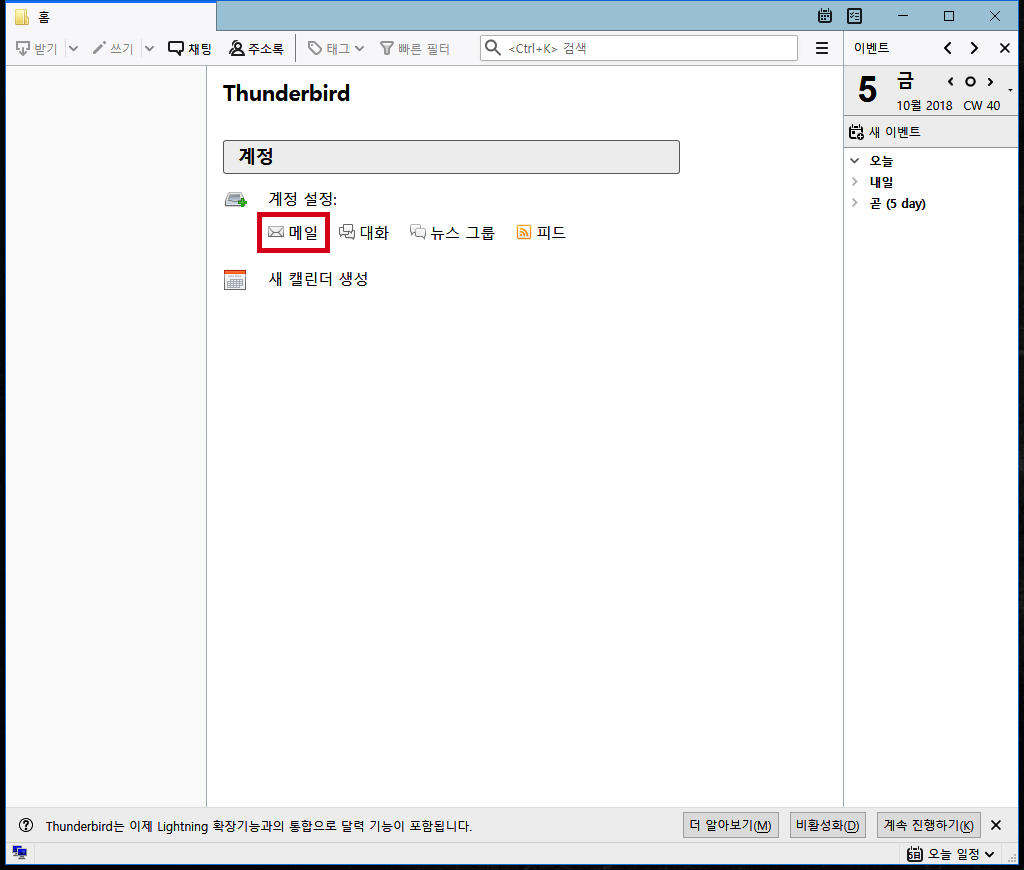 홈
받기 쓰기 채팅 주소록 태그 빠른 필터 <Ctrl+K> 검색 이벤트
Thunderbird
계정
계정 설정:
메일 대화 뉴스 그룹 피드
새 캘린더 생성
5 금
10월 2018 CW 40
새 이벤트
오늘
내일
곧 (5 day)
Thunderbird는 이제 Lightning 확장기능과의 통합으로 달력 기능이 포함됩니다. 더 알아보기(M) 비활성화(D) 계속 진행하기(K)
오늘 일정